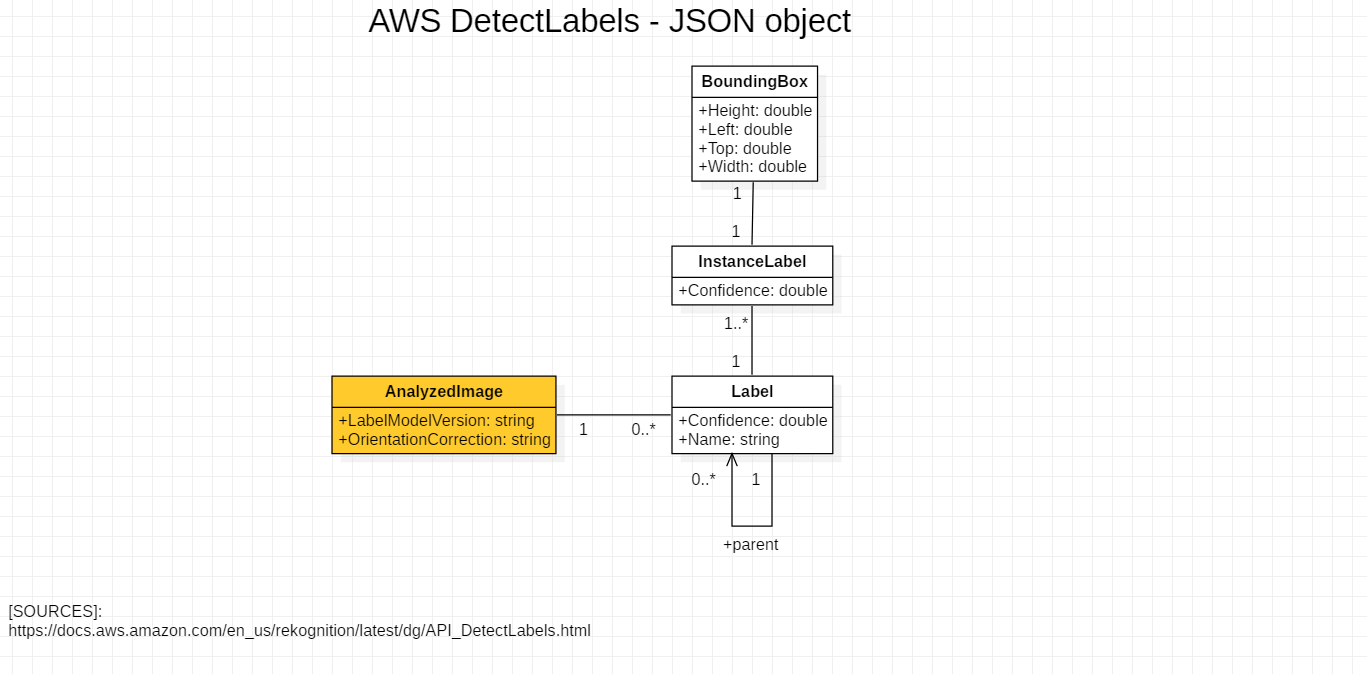 AWS DetectLabels - JSON object
BoundingBox
+Height: double
+Left: double
+Top: double
+Width: double
1
1
InstanceLabel
+Confidence: double
1..*
1
AnalyzedImage
+LabelModelVersion: string
+OrientationCorrection: string
1
0..*
Label
+Confidence: double
+Name: string
0..*
1
+parent
[SOURCES]:
https://docs.aws.amazon.com/en_us/rekognition/latest/dg/API_DetectLabels.html